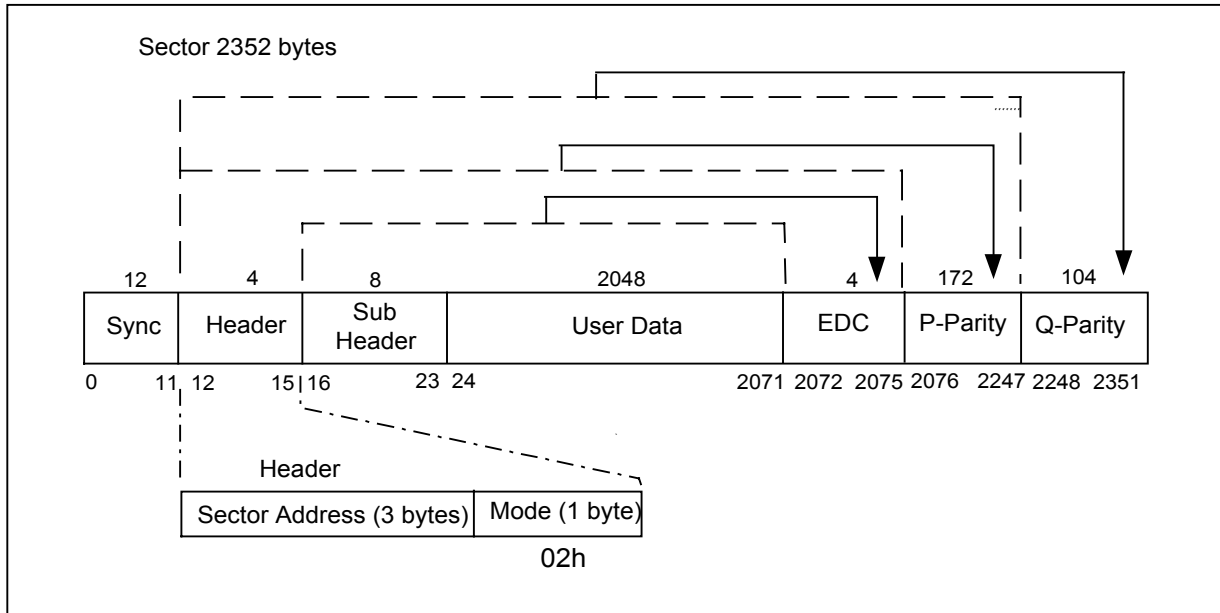 Sector 2352 bytes
12 4 8 2048 4 172 104
Sync Header Sub Header User Data EDC P-Parity Q-Parity
0 11 12 15 16 23 24 2071 2072 2075 2076 2247 2248 2351
Header
Sector Address (3 bytes) Mode (1 byte)
02h